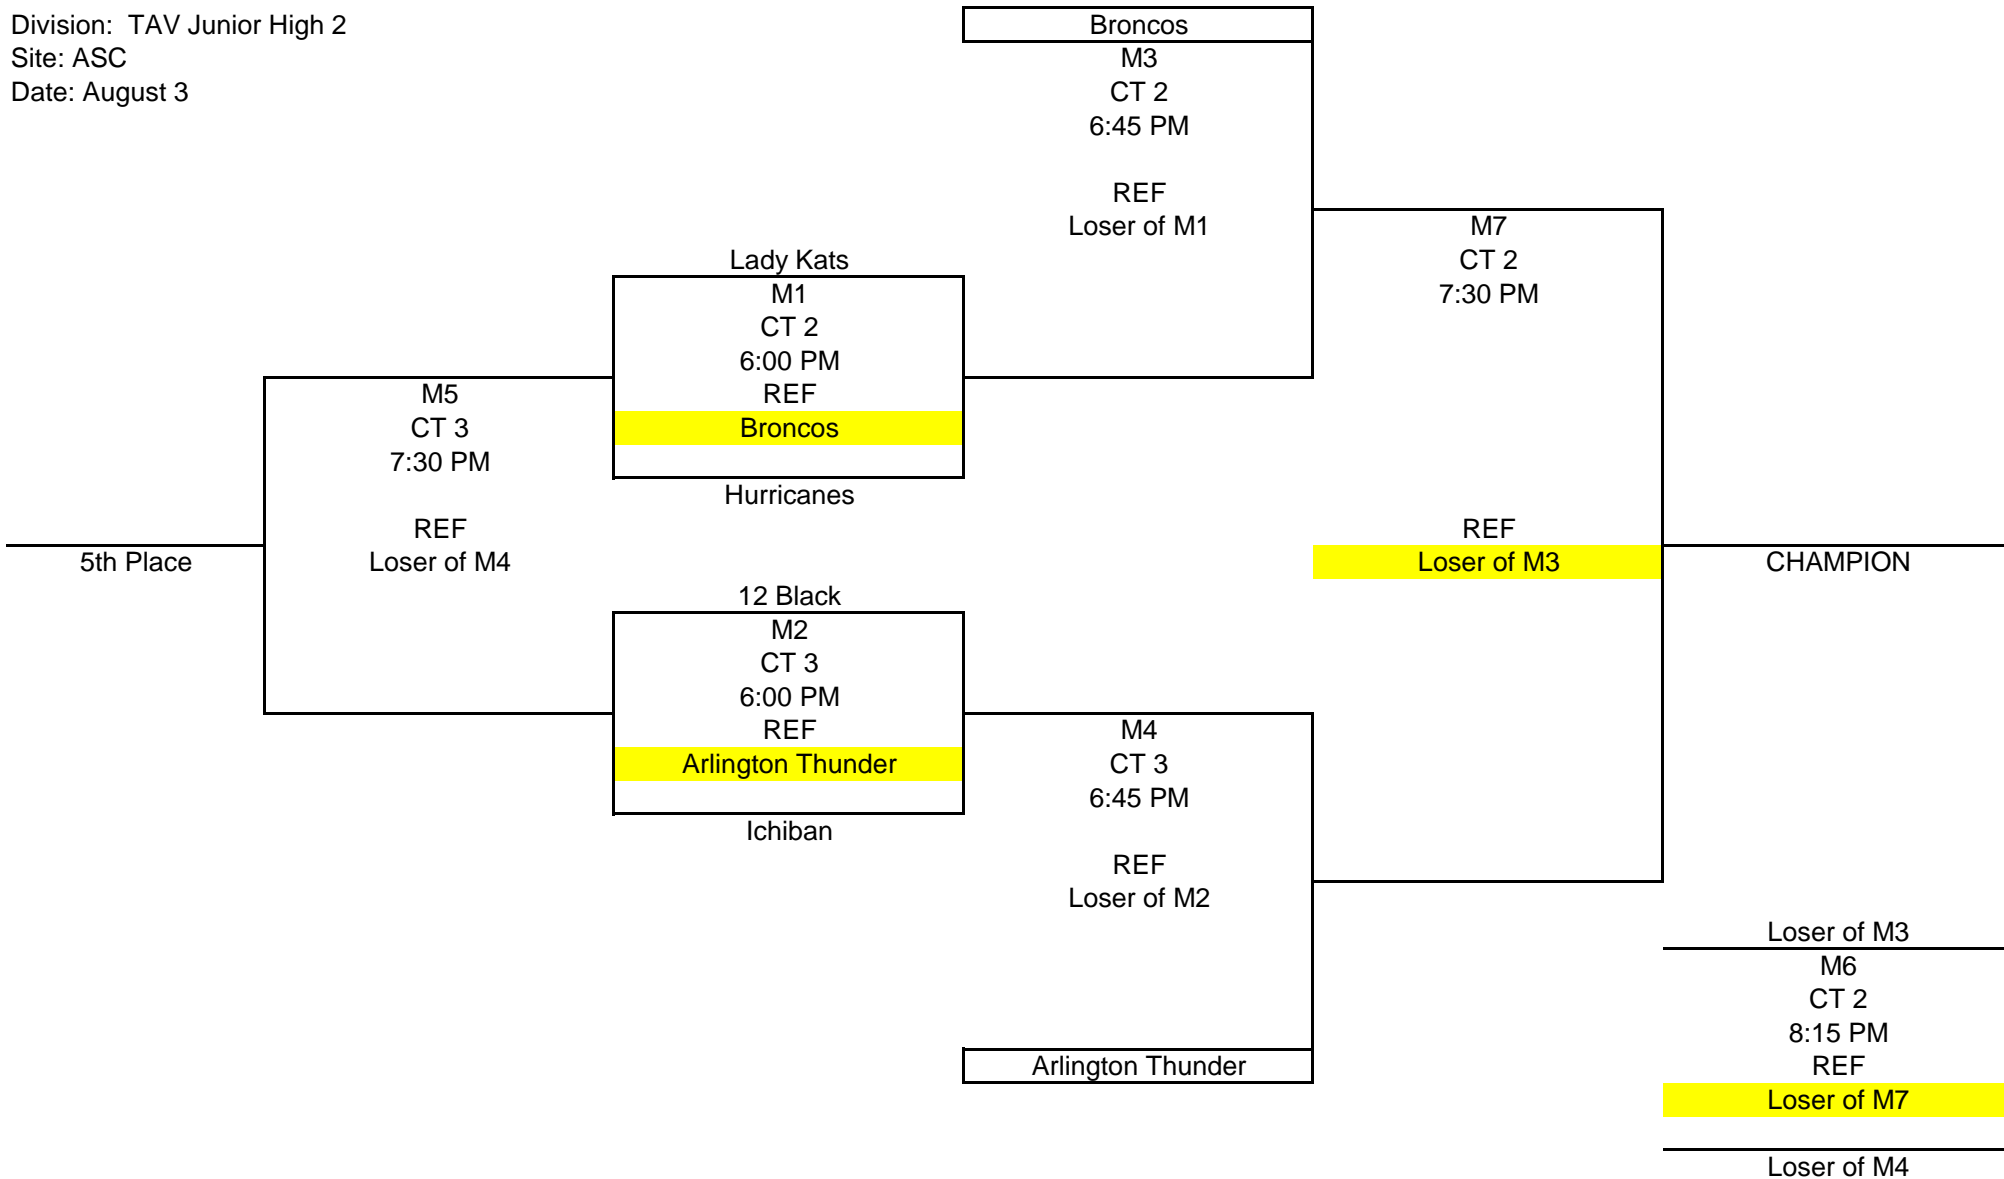 Division:  TAV Junior High 2
Site: ASC
Date: August 3
Broncos
M3
CT 2
6:45 PM
REF
Loser of M1
M7
CT 2
7:30 PM
REF
Loser of M3
CHAMPION
Lady Kats
M1
CT 2
6:00 PM
REF
Broncos
Hurricanes
M5
CT 3
7:30 PM
REF
Loser of M4
5th Place
12 Black
M2
CT 3
6:00 PM
REF
Arlington Thunder
Ichiban
M4
CT 3
6:45 PM
REF
Loser of M2
Arlington Thunder
Loser of M3
M6
CT 2
8:15 PM
REF
Loser of M7
Loser of M4